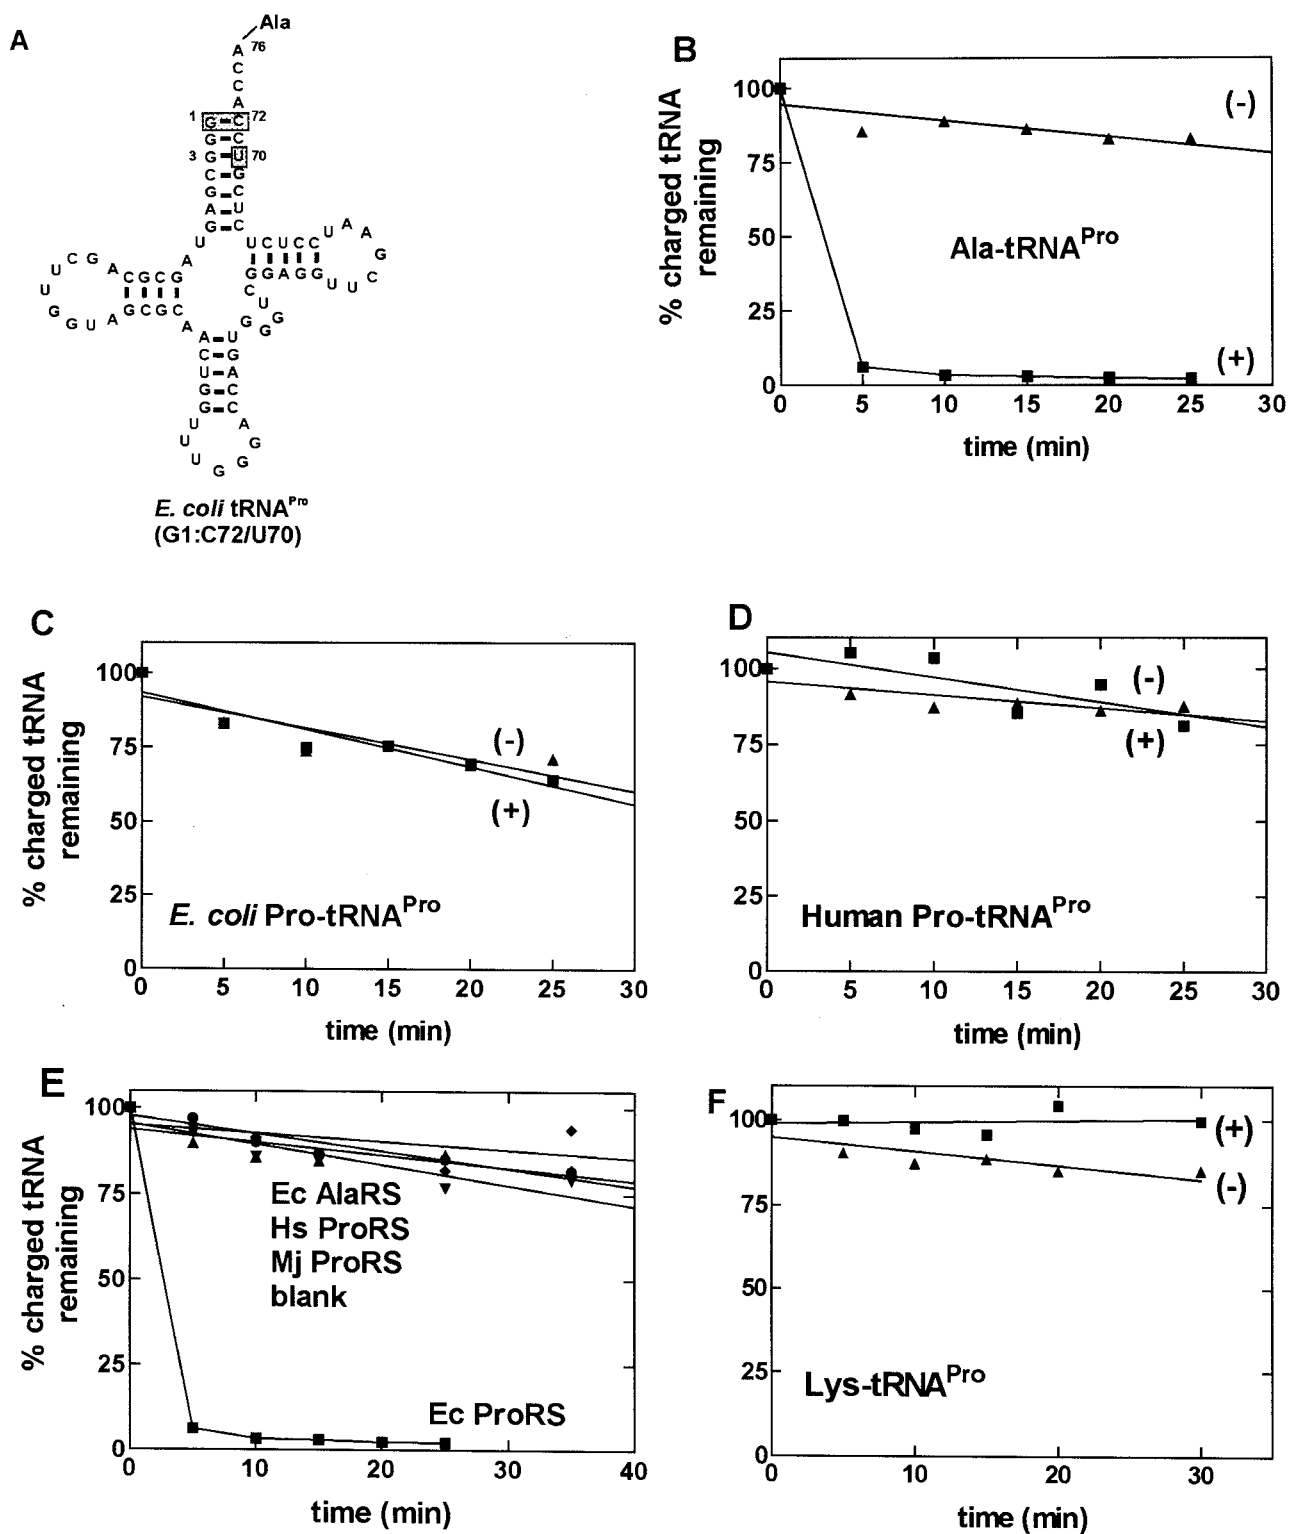 A
Ala
A 76
C
C
A
1 G C 72
G C
3 G U 70
C G
G C
A U
G C
U
A
U C U C C U A A
G G A G G U U C G
U U C G A C G C G
U G G U A G C G C A
C
U
G G
G
A U
C G
U A
G C
G C
U A
U G
U G G
E. coli tRNAPro
(G1:C72/U70)
B
% charged tRNA
remaining
100
75
50
25
0
(-)
Ala-tRNAPro
(+)
0 5 10 15 20 25 30
time (min)
C
% charged tRNA
remaining
100
75
50
25
0
(-)
(+)
E. coli Pro-tRNAPro
0 5 10 15 20 25 30
time (min)
D
100
75
50
25
0
(-)
(+)
Human Pro-tRNAPro
0 5 10 15 20 25 30
time (min)
E
% charged tRNA
remaining
100
75
50
25
0
Ec AlaRS
Hs ProRS
Mj ProRS
blank
Ec ProRS
0 10 20 30 40
time (min)
F
100
75
50
25
0
(+)
(-)
Lys-tRNAPro
0 10 20 30
time (min)